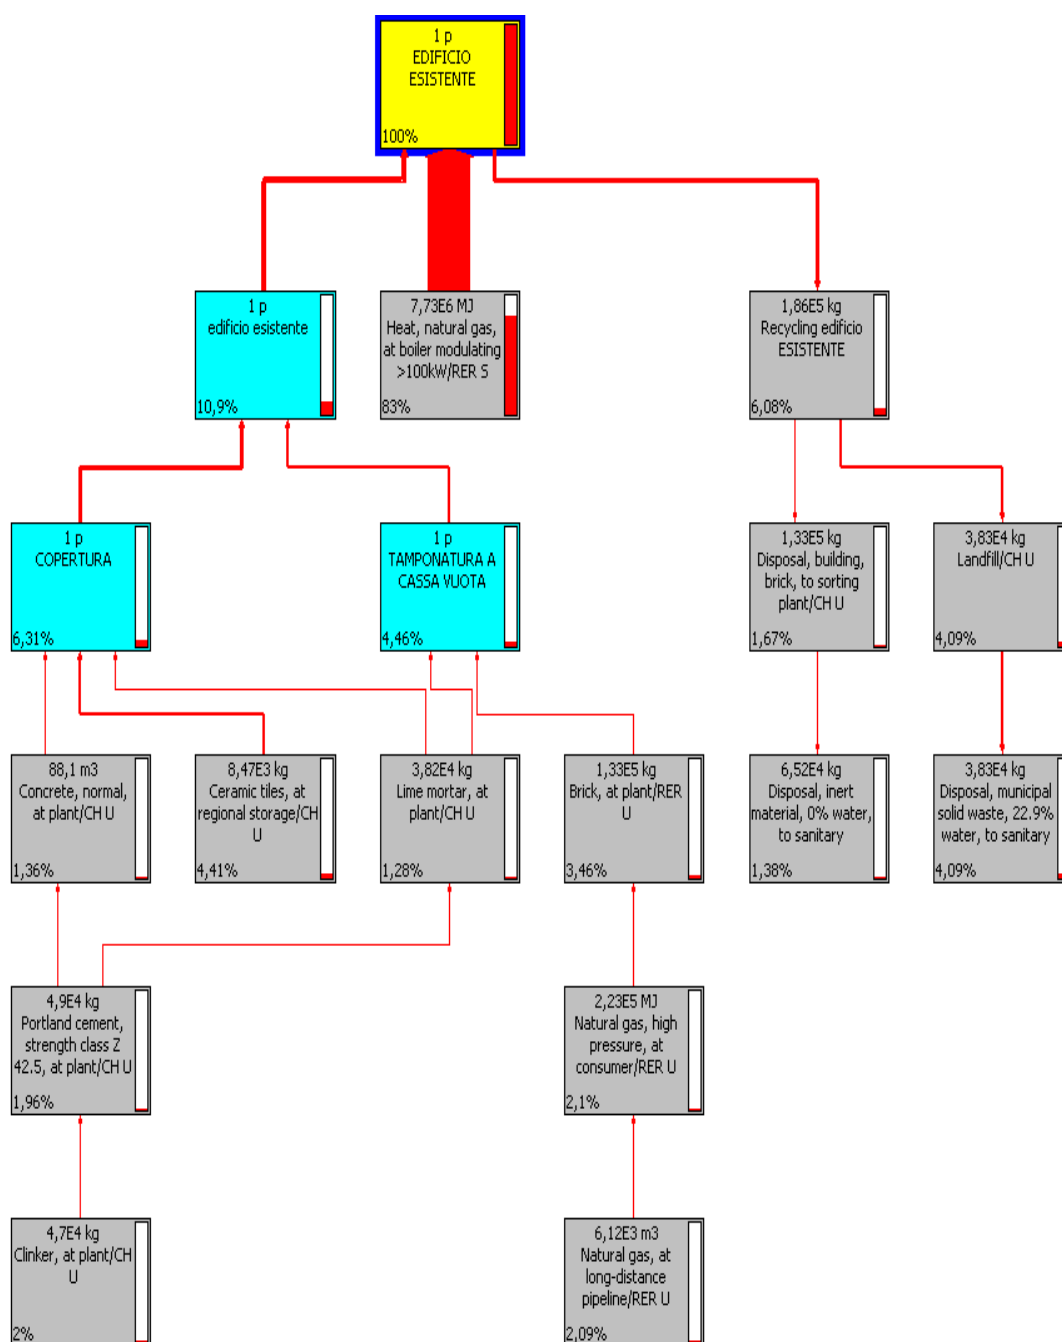 1 p
EDIFICIO
ESISTENTE
100%
1 p
edificio esistente
10,9%
7,73E6 MJ
Heat, natural gas,
at boiler modulating
>100kW/RER S
83%
1,86E5 kg
Recycling edificio
ESISTENTE
6,08%
1 p
COPERTURA
6,31%
1 p
TAMPONATURA A
CASSA VUOTA
4,46%
1,33E5 kg
Disposal, building,
brick, to sorting
plant/CH U
1,67%
3,83E4 kg
Landfill/CH U
4,09%
88,1 m3
Concrete, normal,
at plant/CH U
1,36%
8,47E3 kg
Ceramic tiles, at
regional storage/CH
U
4,41%
3,82E4 kg
Lime mortar, at
plant/CH U
1,28%
1,33E5 kg
Brick, at plant/RER
U
3,46%
6,52E4 kg
Disposal, inert
material, 0% water,
to sanitary
1,38%
3,83E4 kg
Disposal, municipal
solid waste, 22.9%
water, to sanitary
4,09%
4,9E4 kg
Portland cement,
strength class Z
42.5, at plant/CH U
1,96%
2,23E5 MJ
Natural gas, high
pressure, at
consumer/RER U
2,1%
4,7E4 kg
Clinker, at plant/CH
U
2%
6,12E3 m3
Natural gas, at
long-distance
pipeline/RER U
2,09%